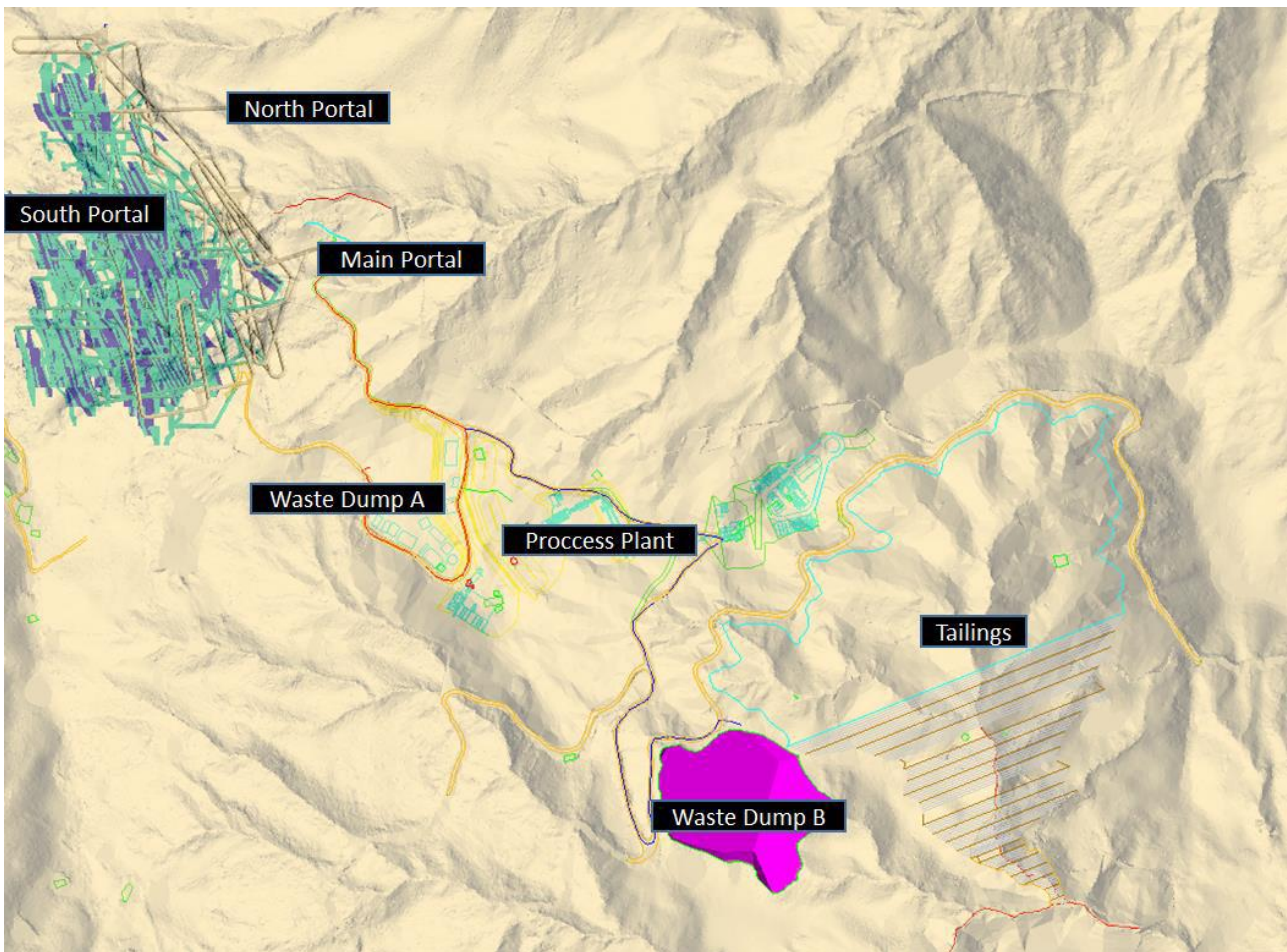 North Portal
South Portal
Main Portal
Waste Dump A
Proccess Plant
Tailings
Waste Dump B